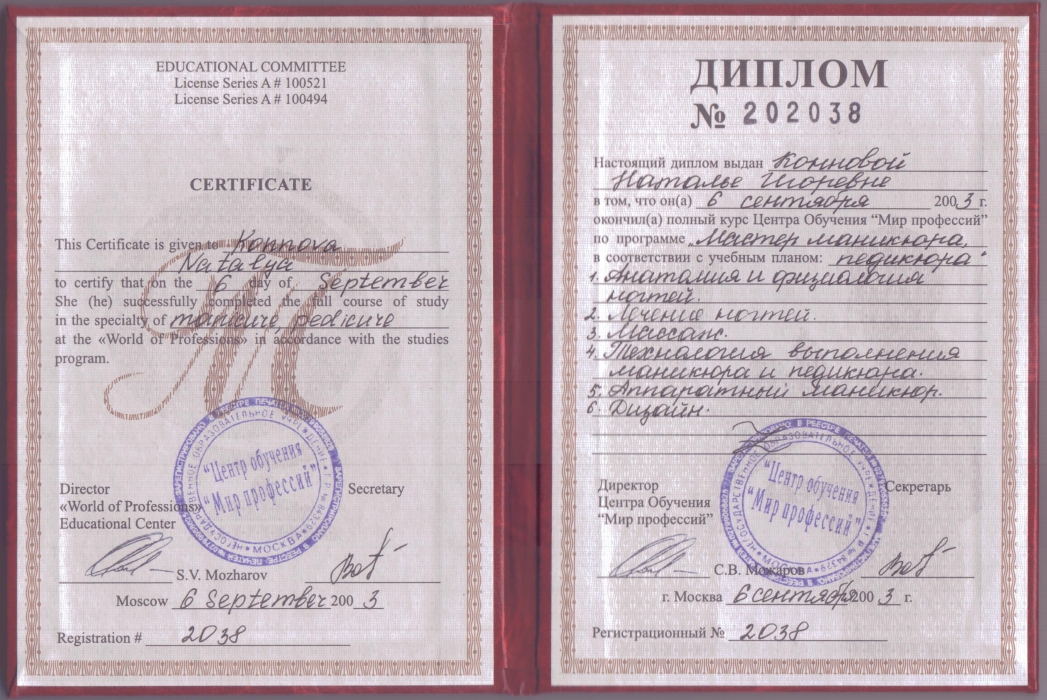 EDUCATIONAL COMMITTEE
License Series A # 100521
License Series A # 100494
CERTIFICATE
This Certificate is given to Konnova
Natalya
to certify that on the 6 day of September
She (he) successfully completed the full course of study
in the specialty of manicure, pedicure
at the «World of Professions» in accordance with the studies
program.
Director
«World of Professions»
Educational Center
Secretary
"Центр обучения
"Мир профессий"
МОСКВА
S.V. Mozharov
Moscow 6 September 2003
Registration # 2038
ДИПЛОМ
№ 202038
Настоящий диплом выдан Конновой
Наталье Игоревне
в том, что он(а) 6 сентября 2003 г.
окончил(а) полный курс Центра Обучения “Мир профессий”
по программе „Мастер маникюра,
в соответствии с учебным планом: педикюра“
1. Анатомия и физиология
ногтей.
2. Лечение ногтей.
3. Массаж.
4. Технология выполнения
маникюра и педикюра.
5. Аппаратный маникюр.
6. Дизайн.
Директор
Центра Обучения
“Мир профессий”
Секретарь
"Центр обучения
"Мир профессий"
С.В. Можаров
г. Москва 6 сентября 2003 г.
Регистрационный № 2038